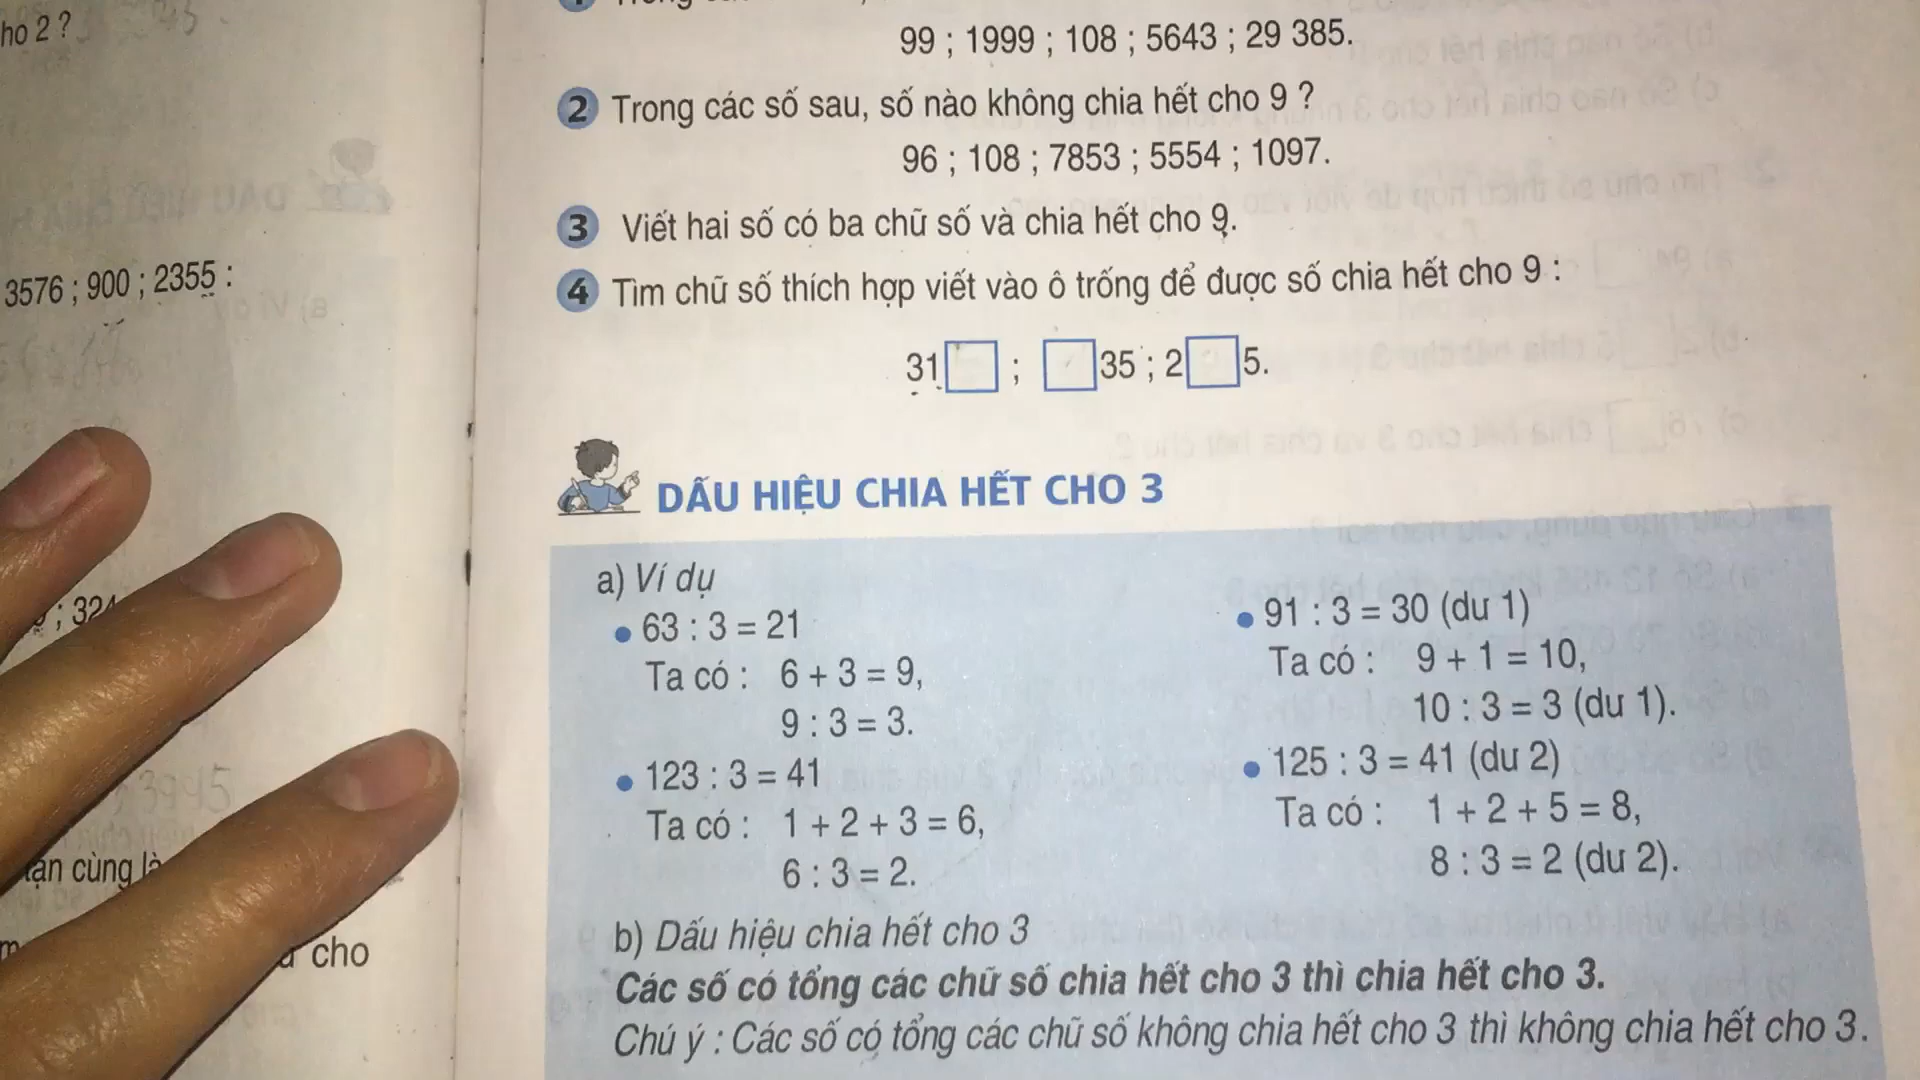 ho 2 ?
3576 ; 900 ; 2355 :
; 324
3995
tận cùng là
cho
99 ; 1999 ; 108 ; 5643 ; 29 385.
2 Trong các số sau, số nào không chia hết cho 9 ?
96 ; 108 ; 7853 ; 5554 ; 1097.
3 Viết hai số có ba chữ số và chia hết cho 9.
4 Tìm chữ số thích hợp viết vào ô trống để được số chia hết cho 9 :
31□ ; □35 ; 2□5.
DẤU HIỆU CHIA HẾT CHO 3
a) Ví dụ
• 63 : 3 = 21
Ta có : 6 + 3 = 9,
9 : 3 = 3.
• 123 : 3 = 41
Ta có : 1 + 2 + 3 = 6,
6 : 3 = 2.
• 91 : 3 = 30 (dư 1)
Ta có : 9 + 1 = 10,
10 : 3 = 3 (dư 1).
• 125 : 3 = 41 (dư 2)
Ta có : 1 + 2 + 5 = 8,
8 : 3 = 2 (dư 2).
b) Dấu hiệu chia hết cho 3
Các số có tổng các chữ số chia hết cho 3 thì chia hết cho 3.
Chú ý : Các số có tổng các chữ số không chia hết cho 3 thì không chia hết cho 3.